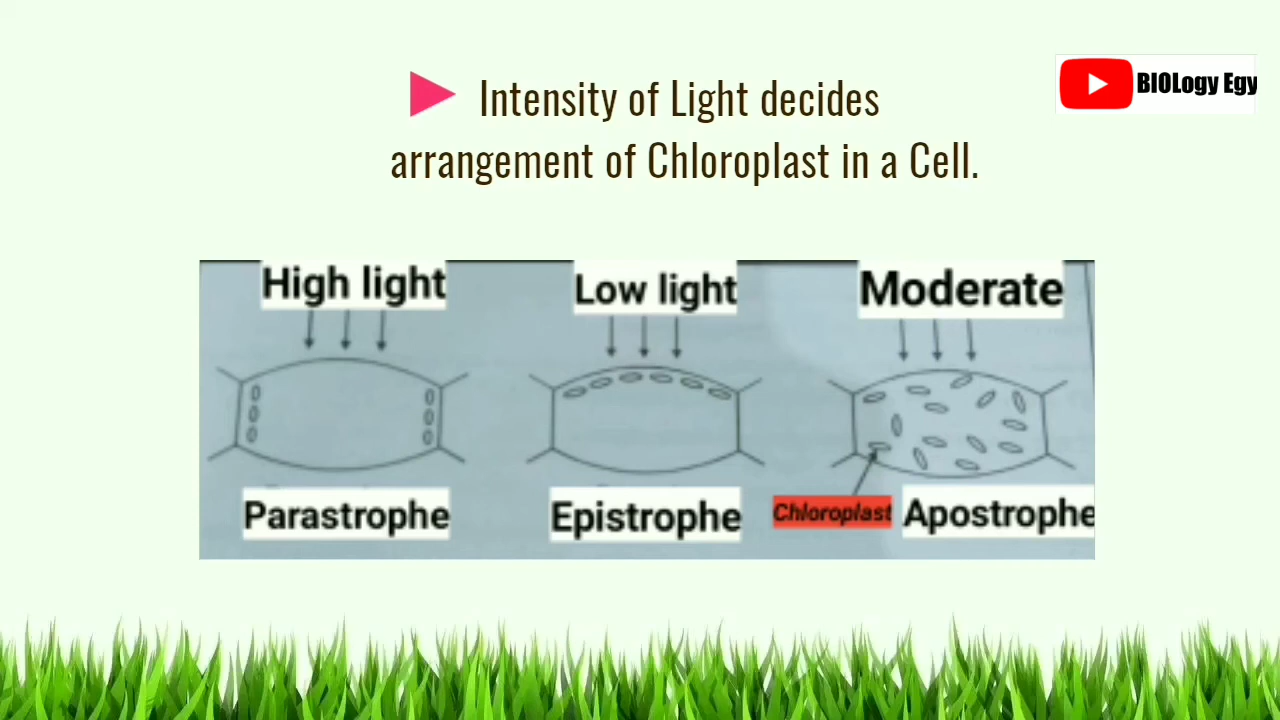 Intensity of Light decides
arrangement of Chloroplast in a Cell.
BIOLogy Egy
High light
Low light
Moderate
Parastrophe
Epistrophe
Chloroplast
Apostrophe